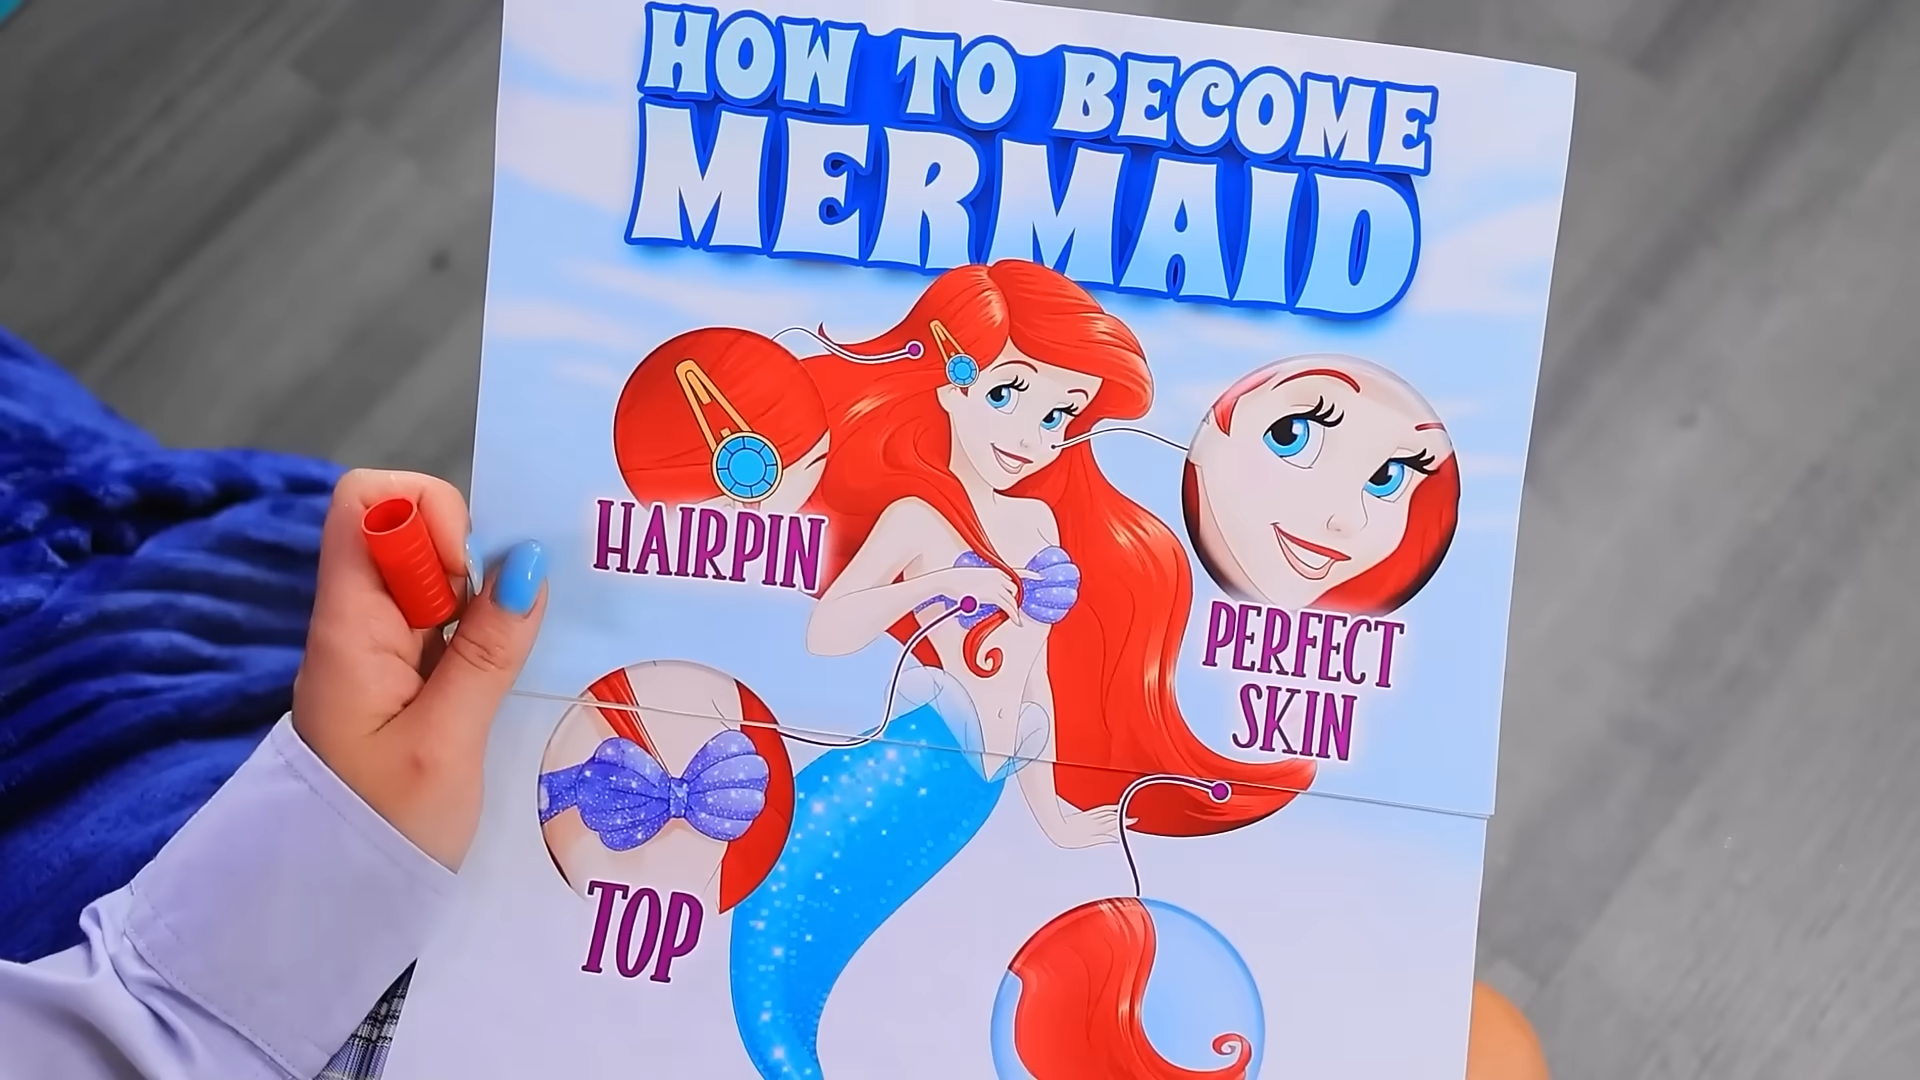 HOW TO BECOME
MERMAID
HAIRPIN
PERFECT
SKIN
TOP